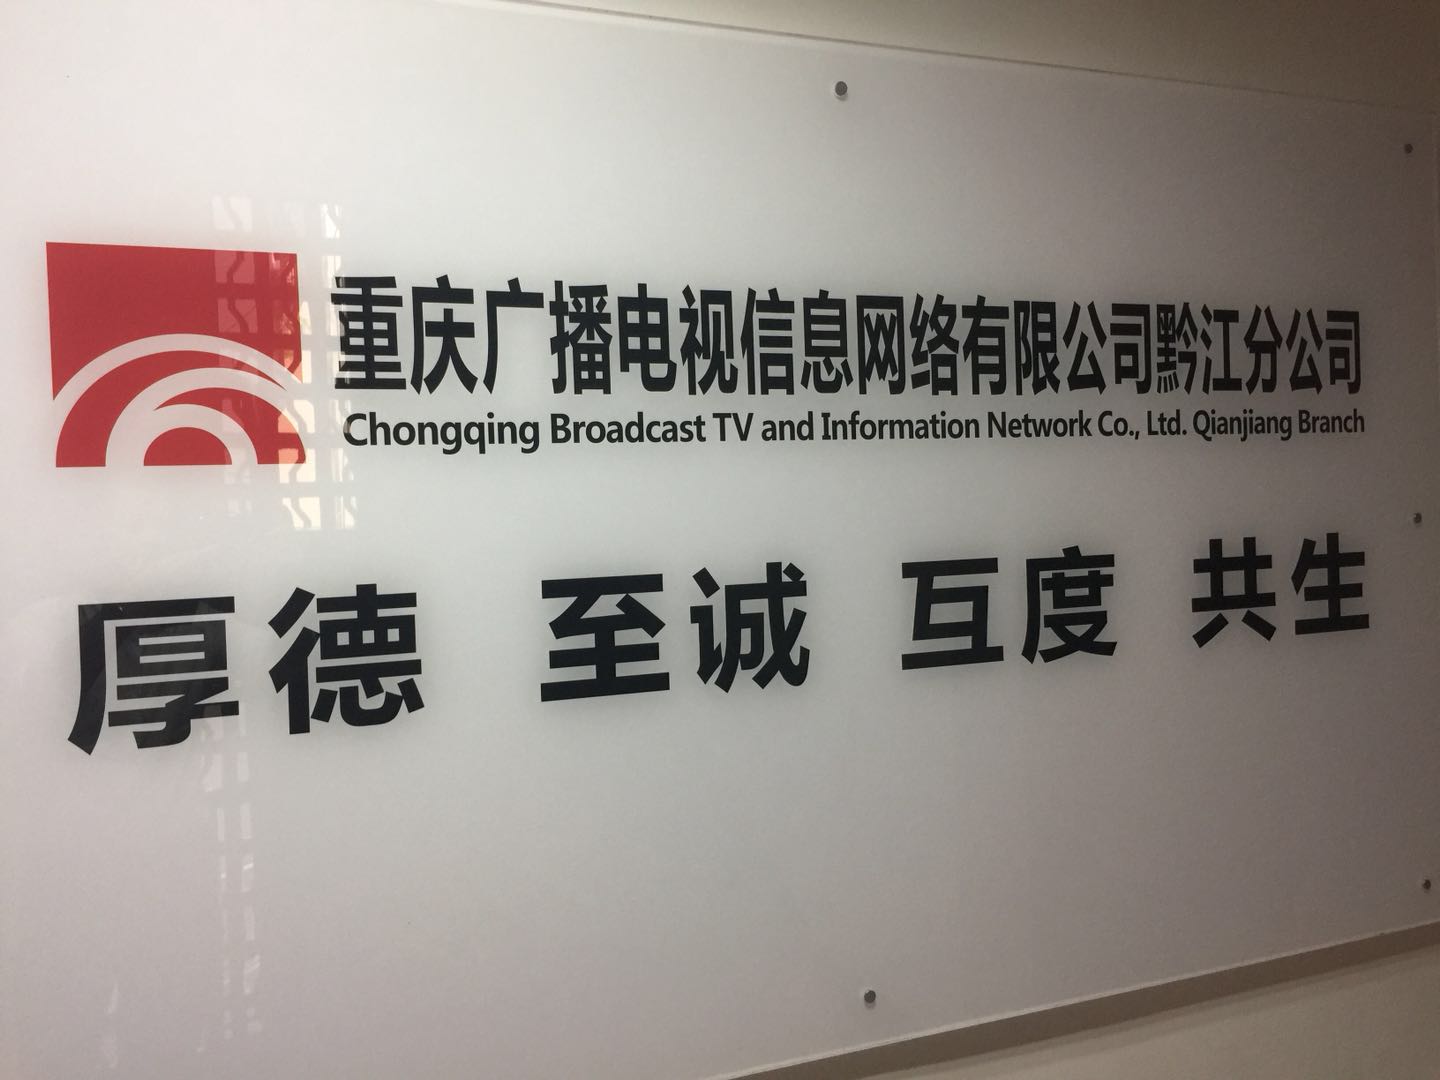 重庆广播电视信息网络有限公司黔江分公司
Chongqing Broadcast TV and Information Network Co., Ltd. Qianjiang Branch
厚德 至诚 互度 共生